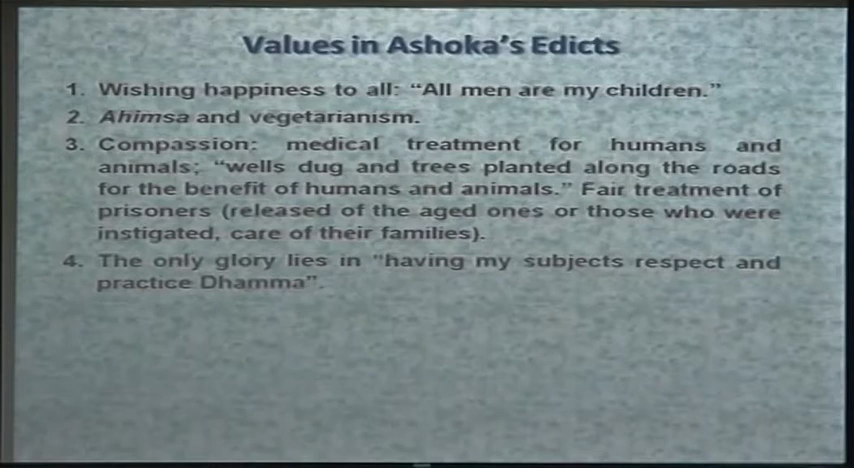 Values in Ashoka's Edicts
1. Wishing happiness to all: “All men are my children.”
2. Ahimsa and vegetarianism.
3. Compassion: medical treatment for humans and
animals; “wells dug and trees planted along the roads
for the benefit of humans and animals.” Fair treatment of
prisoners (released of the aged ones or those who were
instigated, care of their families).
4. The only glory lies in “having my subjects respect and
practice Dhamma”.